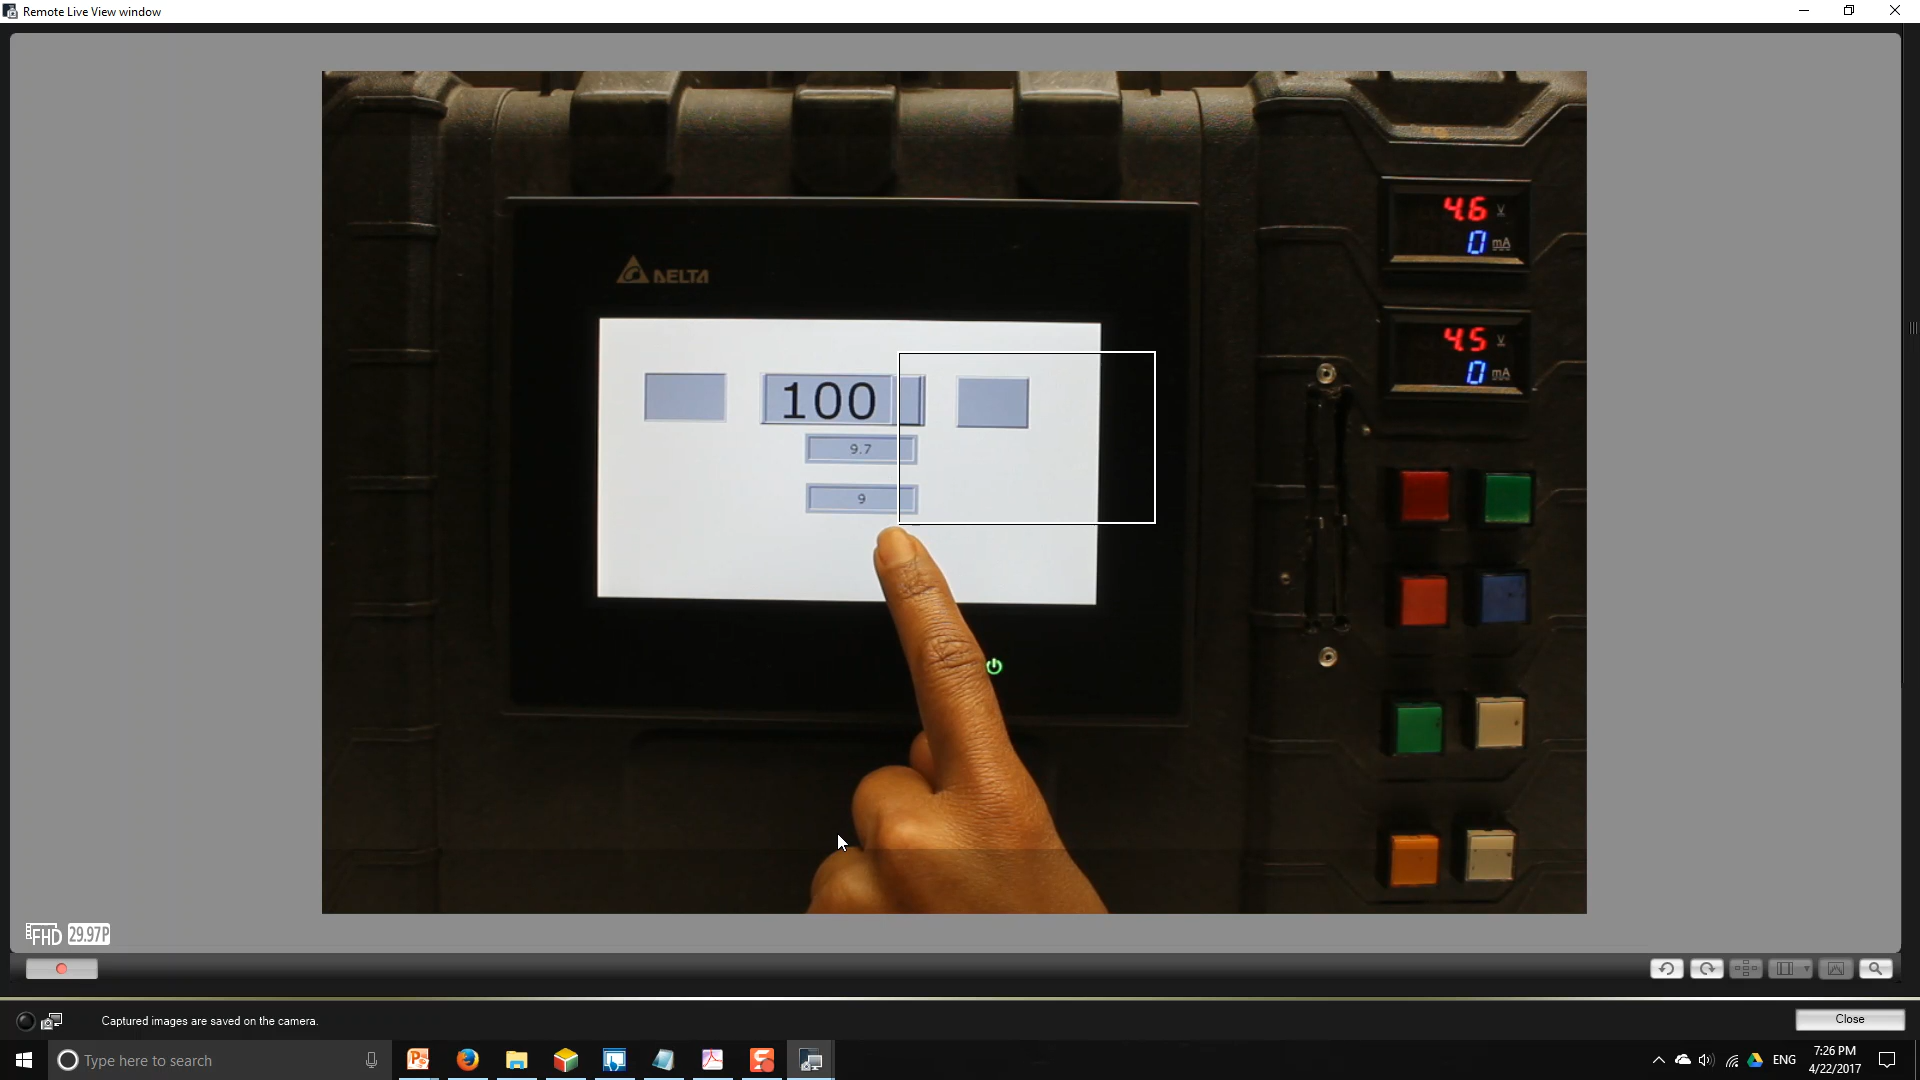 Remote Live View window
DELTA
4.6 V
0 mA
4.5 V
0 mA
100
9.7
9
FHD 29.97P
Captured images are saved on the camera.
Close
Type here to search
ENG
7:26 PM
4/22/2017